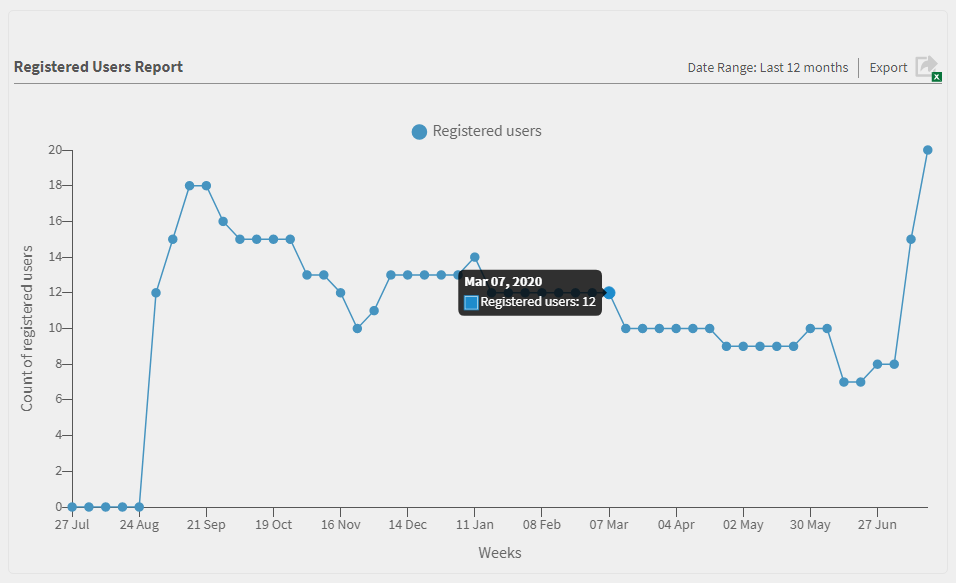 Registered Users Report
Date Range: Last 12 months
Export
X
Registered users
20
18
16
14
12
10
8
6
4
2
0
Count of registered users
Mar 07, 2020
Registered users: 12
27 Jul
24 Aug
21 Sep
19 Oct
16 Nov
14 Dec
11 Jan
08 Feb
07 Mar
04 Apr
02 May
30 May
27 Jun
Weeks